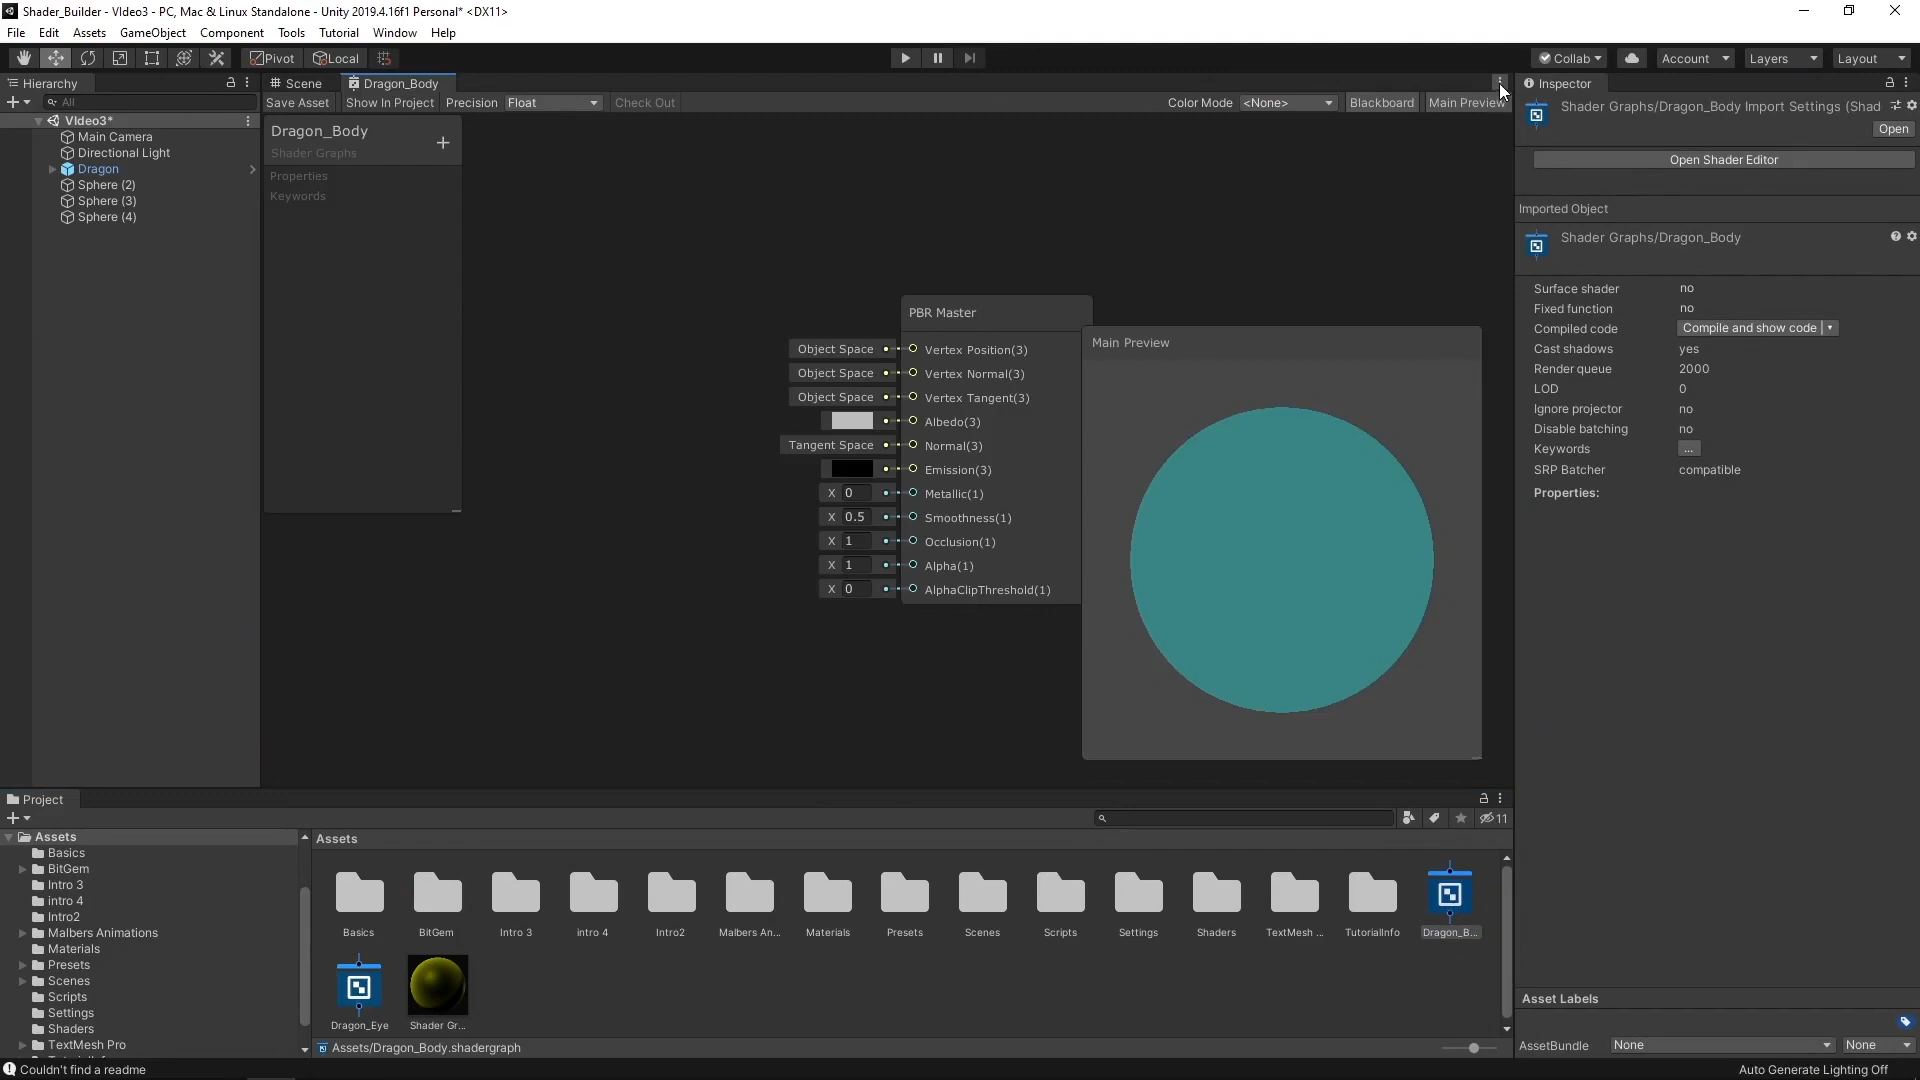 Shader_Builder - VIdeo3 - PC, Mac & Linux Standalone - Unity 2019.4.16f1 Personal* <DX11>
File Edit Assets GameObject Component Tools Tutorial Window Help
Pivot Local Collab Account Layers Layout
Hierarchy
All
VIdeo3*
Main Camera
Directional Light
Dragon
Sphere (2)
Sphere (3)
Sphere (4)
Scene Dragon_Body
Save Asset Show In Project Precision Float Check Out Color Mode <None> Blackboard Main Preview
Dragon_Body
Shader Graphs
Properties
Keywords
PBR Master
Object Space Vertex Position(3)
Object Space Vertex Normal(3)
Object Space Vertex Tangent(3)
Albedo(3)
Tangent Space Normal(3)
Emission(3)
X 0 Metallic(1)
X 0.5 Smoothness(1)
X 1 Occlusion(1)
X 1 Alpha(1)
X 0 AlphaClipThreshold(1)
Main Preview
Inspector
Shader Graphs/Dragon_Body Import Settings (Shad
Open
Open Shader Editor
Imported Object
Shader Graphs/Dragon_Body
Surface shader no
Fixed function no
Compiled code Compile and show code
Cast shadows yes
Render queue 2000
LOD 0
Ignore projector no
Disable batching no
Keywords ...
SRP Batcher compatible
Properties:
Asset Labels
AssetBundle None None
Project
11
Assets
Basics
BitGem
Intro 3
intro 4
Intro2
Malbers Animations
Materials
Presets
Scenes
Scripts
Settings
Shaders
TextMesh Pro
Assets
Basics BitGem Intro 3 intro 4 Intro2 Malbers An... Materials Presets Scenes Scripts Settings Shaders TextMesh ... TutorialInfo Dragon_B...
Dragon_Eye Shader Gr...
Assets/Dragon_Body.shadergraph
Couldn't find a readme
Auto Generate Lighting Off